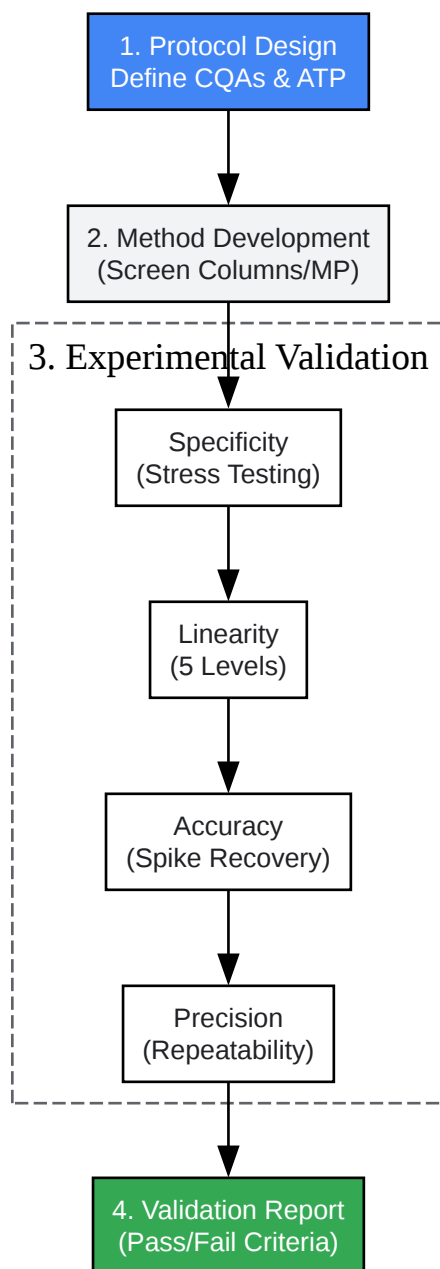 1. Protocol Design
Define CQAs & ATP
2. Method Development
(Screen Columns/MP)
3. Experimental Validation
Specificity
(Stress Testing)
Linearity
(5 Levels)
Accuracy
(Spike Recovery)
Precision
(Repeatability)
4. Validation Report
(Pass/Fail Criteria)